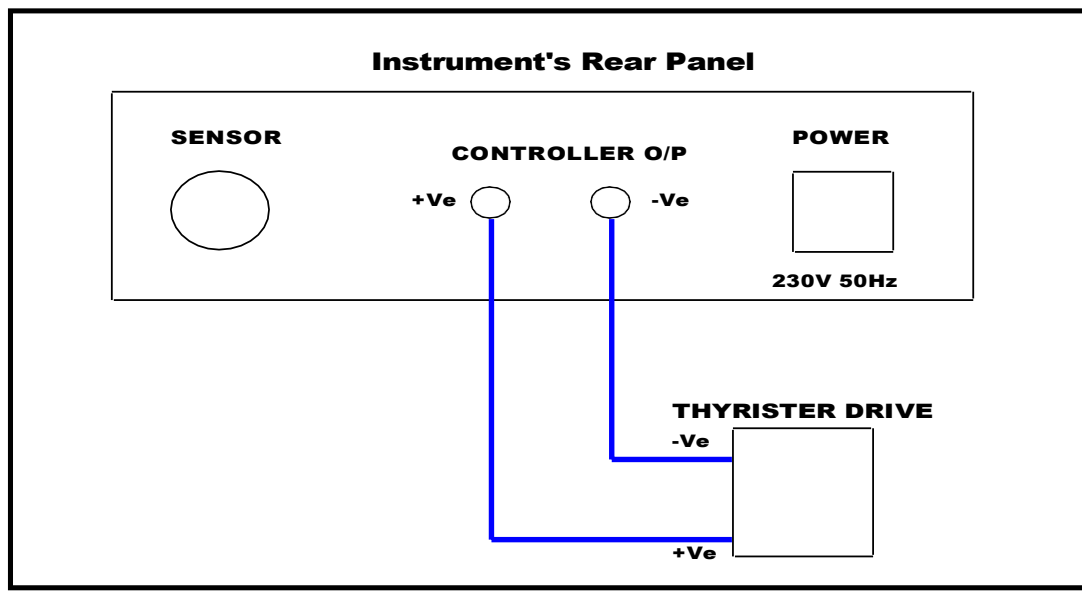 Instrument's Rear Panel
SENSOR
CONTROLLER O/P
POWER
+Ve
-Ve
230V 50Hz
THYRISTER DRIVE
-Ve
+Ve